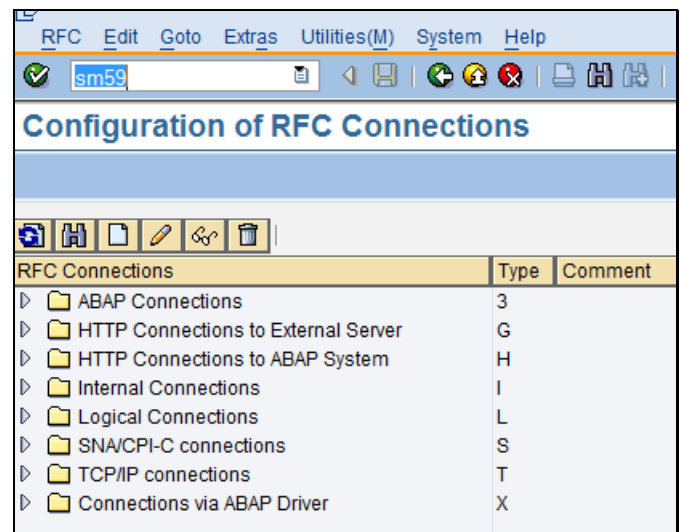 RFC Edit Goto Extras Utilities(M) System Help
sm59
Configuration of RFC Connections
RFC Connections Type Comment
ABAP Connections 3
HTTP Connections to External Server G
HTTP Connections to ABAP System H
Internal Connections I
Logical Connections L
SNA/CPI-C connections S
TCP/IP connections T
Connections via ABAP Driver X